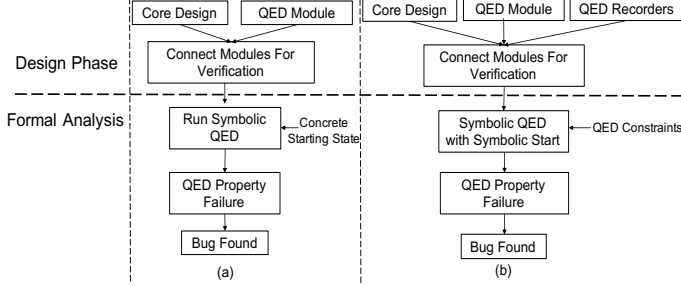 Core Design
QED Module
Core Design
QED Module
QED Recorders
Design Phase
Connect Modules For
Verification
Connect Modules For
Verification
Formal Analysis
Run Symbolic
QED
Concrete
Starting State
Symbolic QED
with Symbolic Start
QED Constraints
QED Property
Failure
QED Property
Failure
Bug Found
Bug Found
(a)
(b)